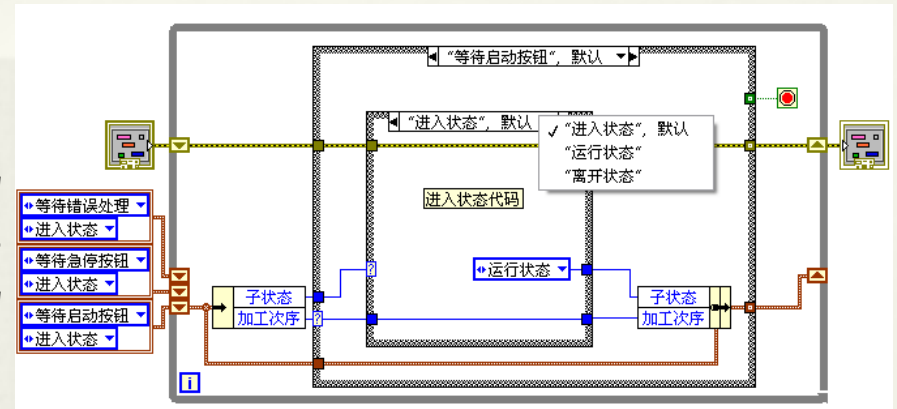 "等待启动按钮", 默认
"进入状态", 默认
✓ "进入状态", 默认
"运行状态"
"离开状态"
进入状态代码
等待错误处理
进入状态
等待急停按钮
进入状态
等待启动按钮
进入状态
运行状态
子状态
加工次序
子状态
加工次序
?
?
i